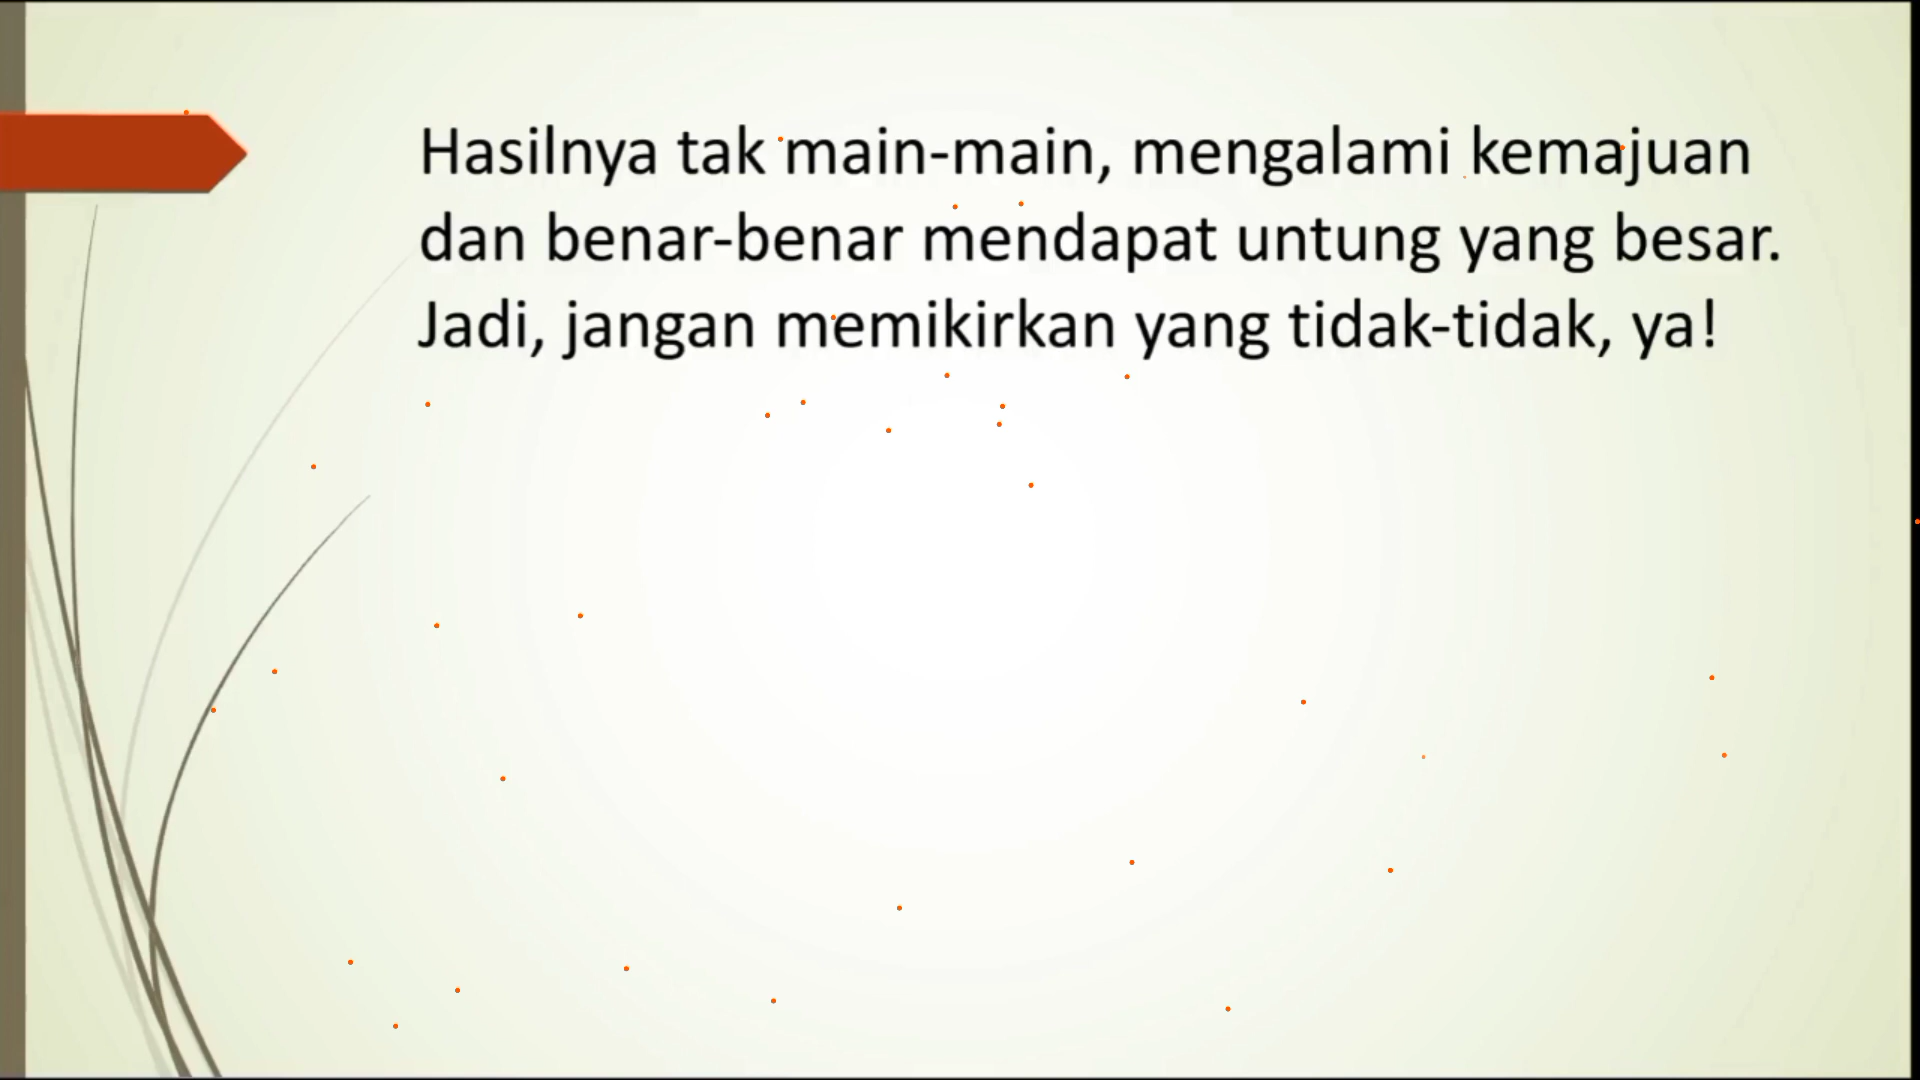 Hasilnya tak main-main, mengalami kemajuan
dan benar-benar mendapat untung yang besar.
Jadi, jangan memikirkan yang tidak-tidak, ya!